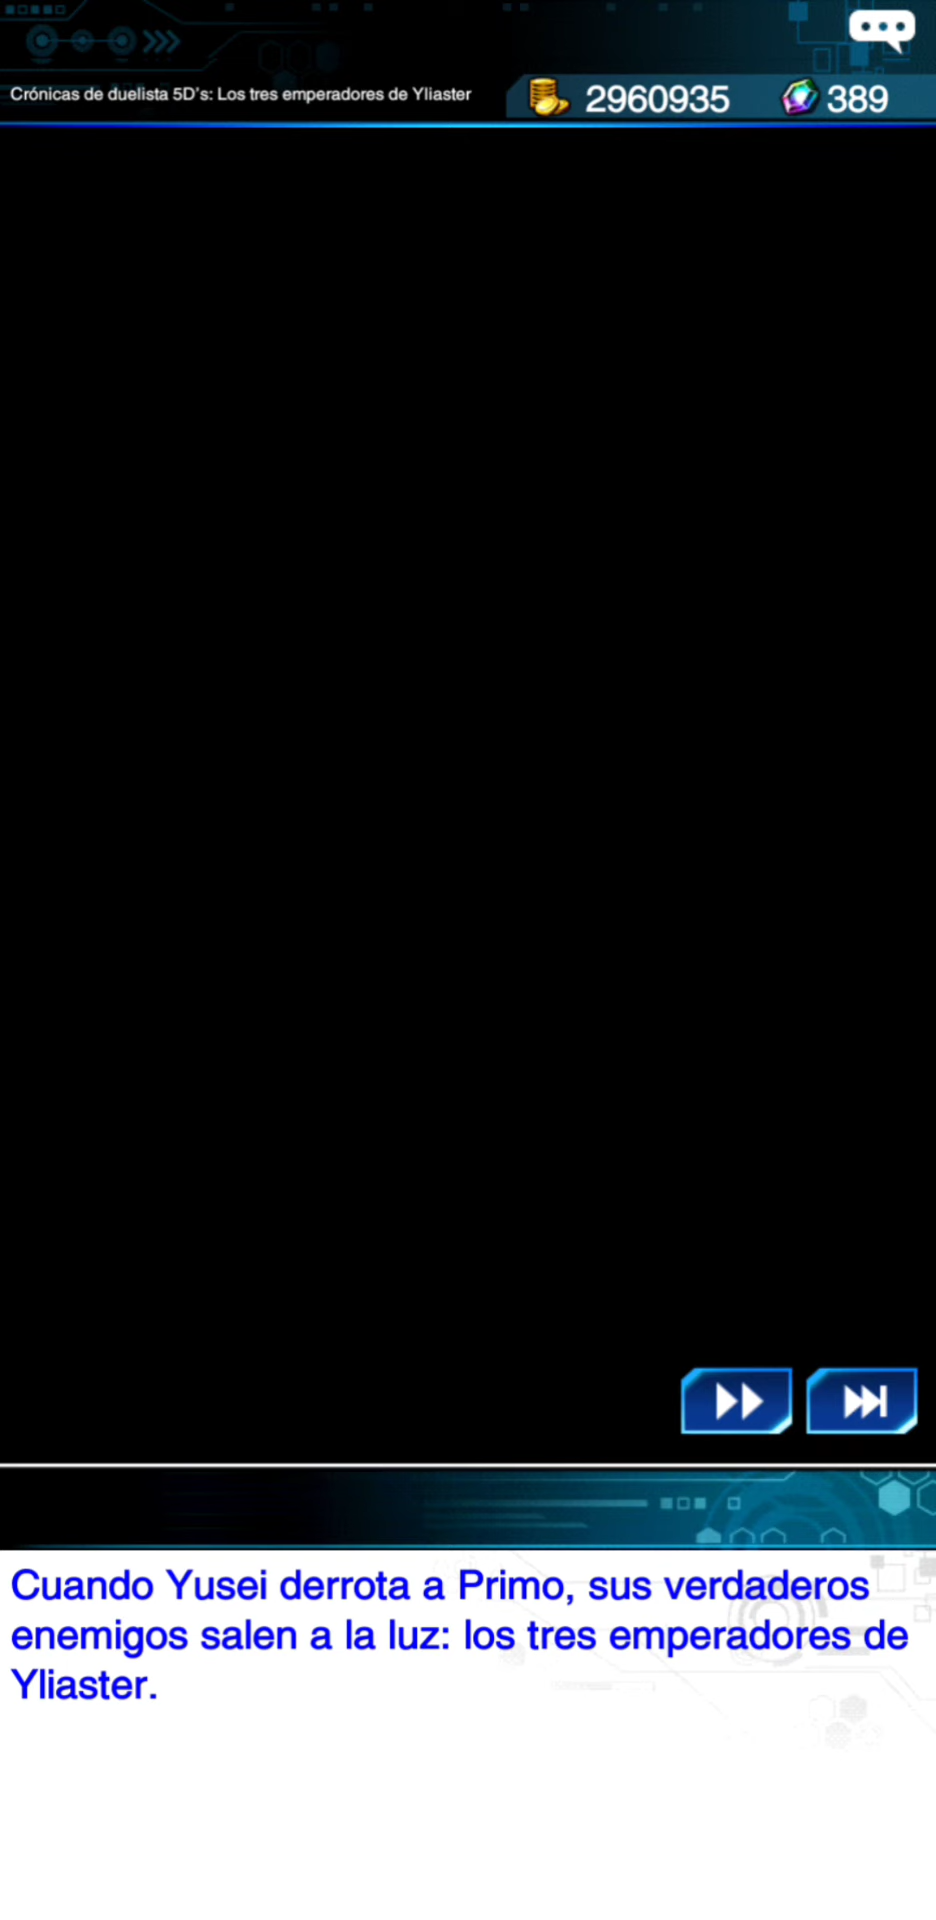 Crónicas de duelista 5D's: Los tres emperadores de Yliaster
2960935
389
Cuando Yusei derrota a Primo, sus verdaderos
enemigos salen a la luz: los tres emperadores de
Yliaster.